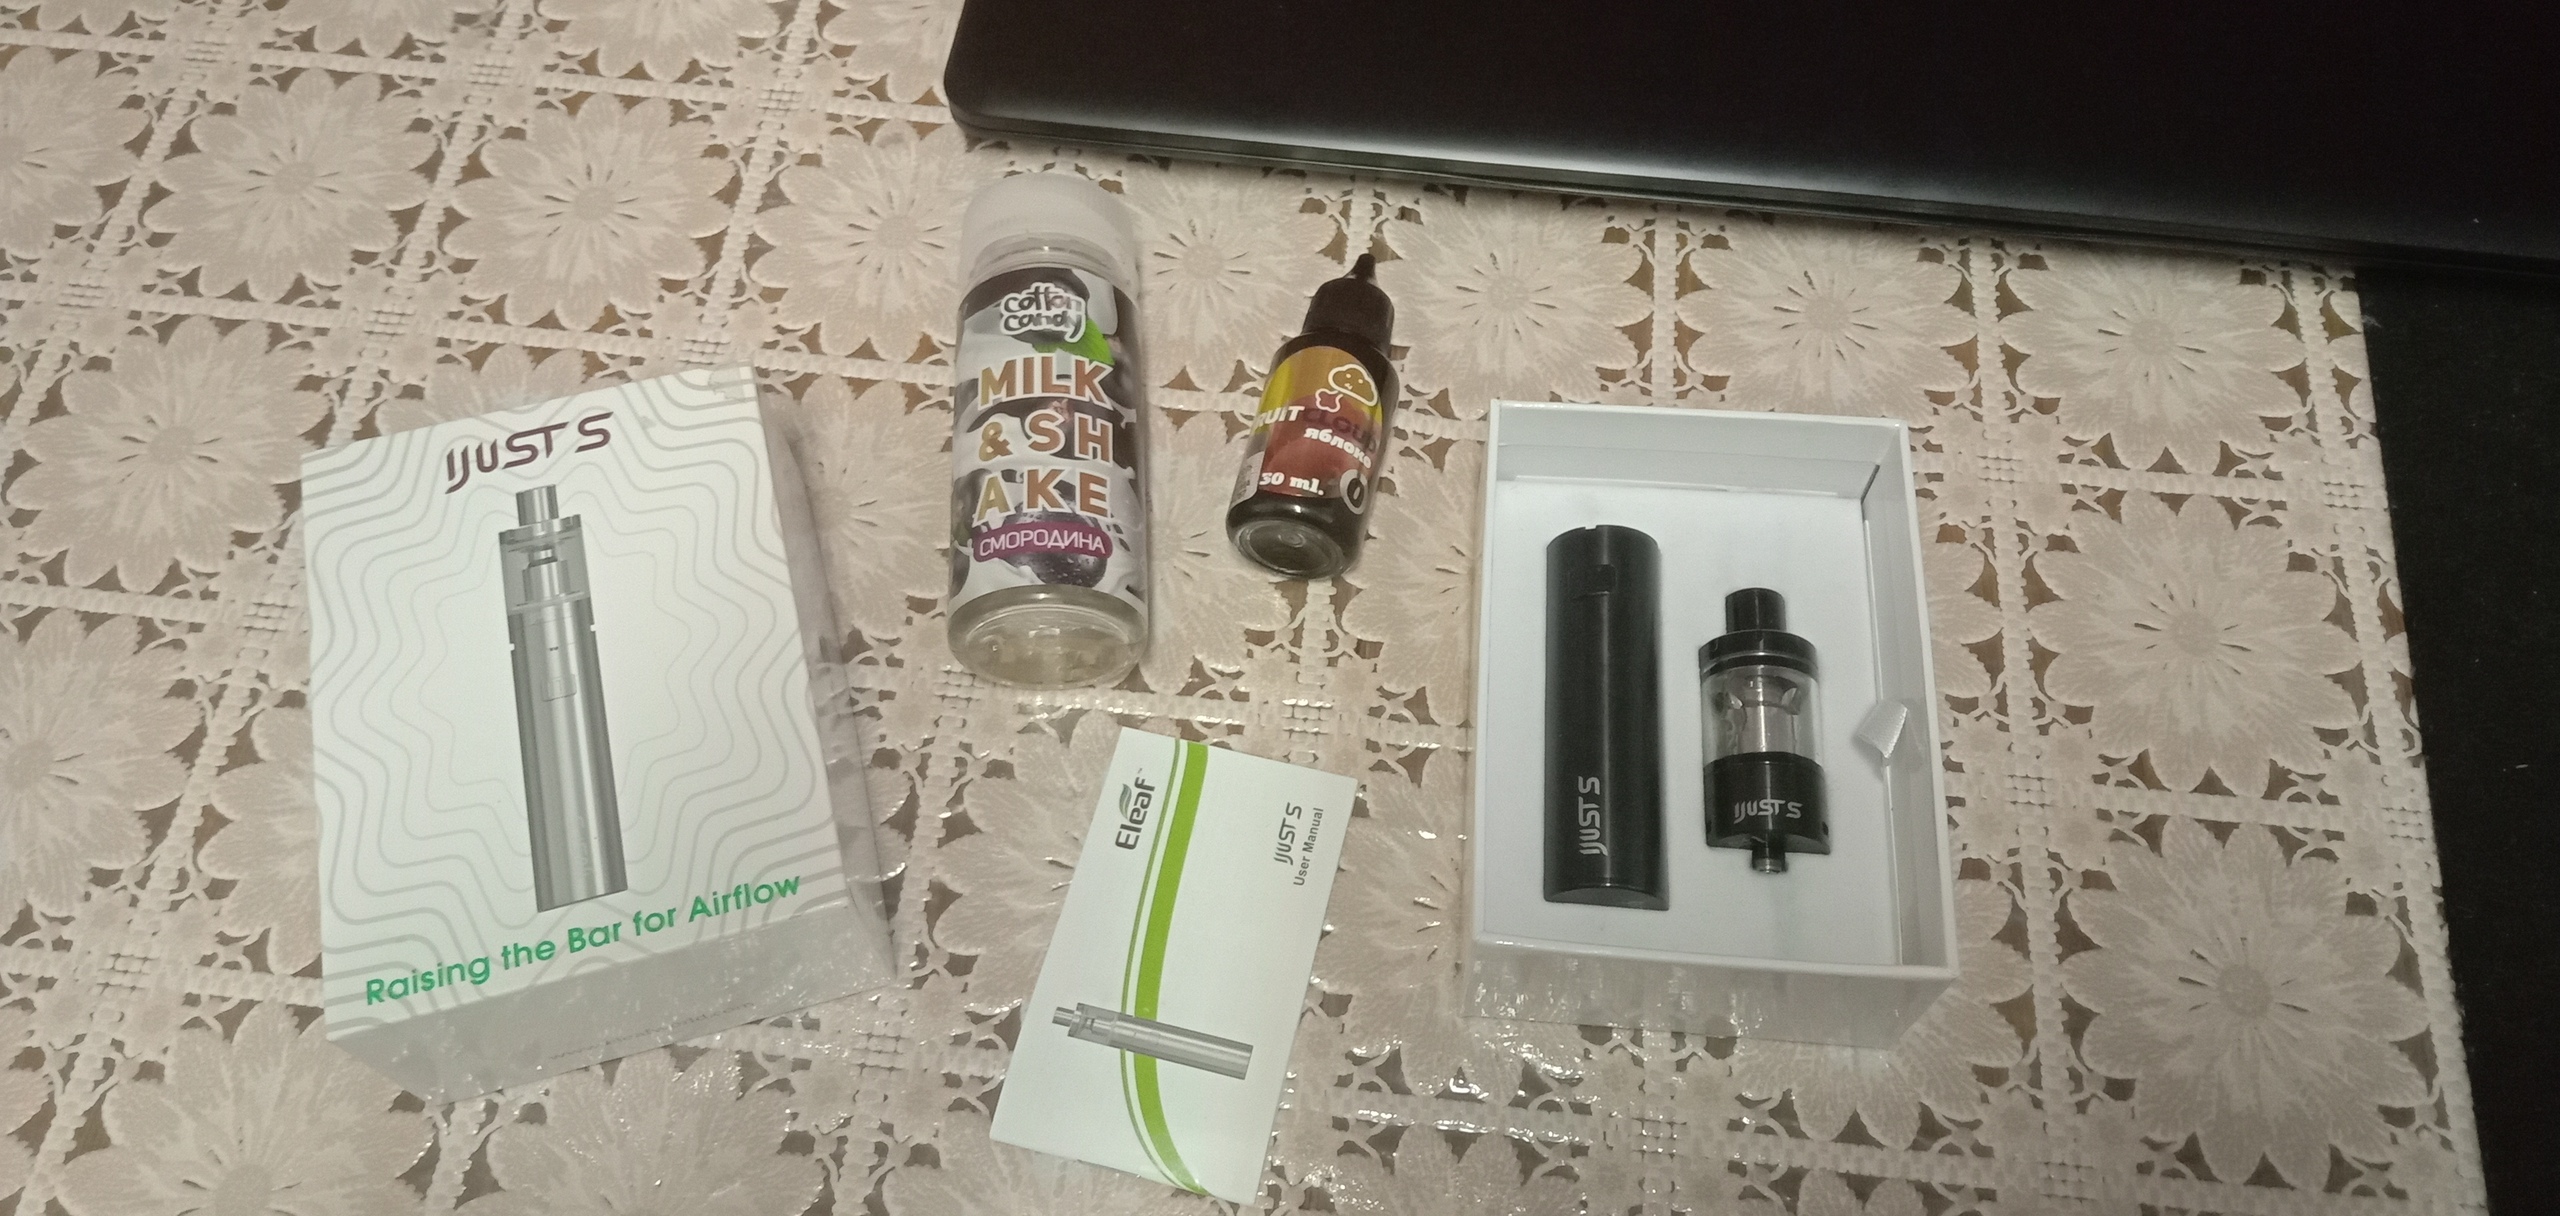 IJUST S
Raising the Bar for Airflow
cotton
candy
MILK
& SH
AKE
СМОРОДИНА
яблоко
30 ml.
0
Eleaf
IJUST S
User Manual
IJUST S
IJUST S